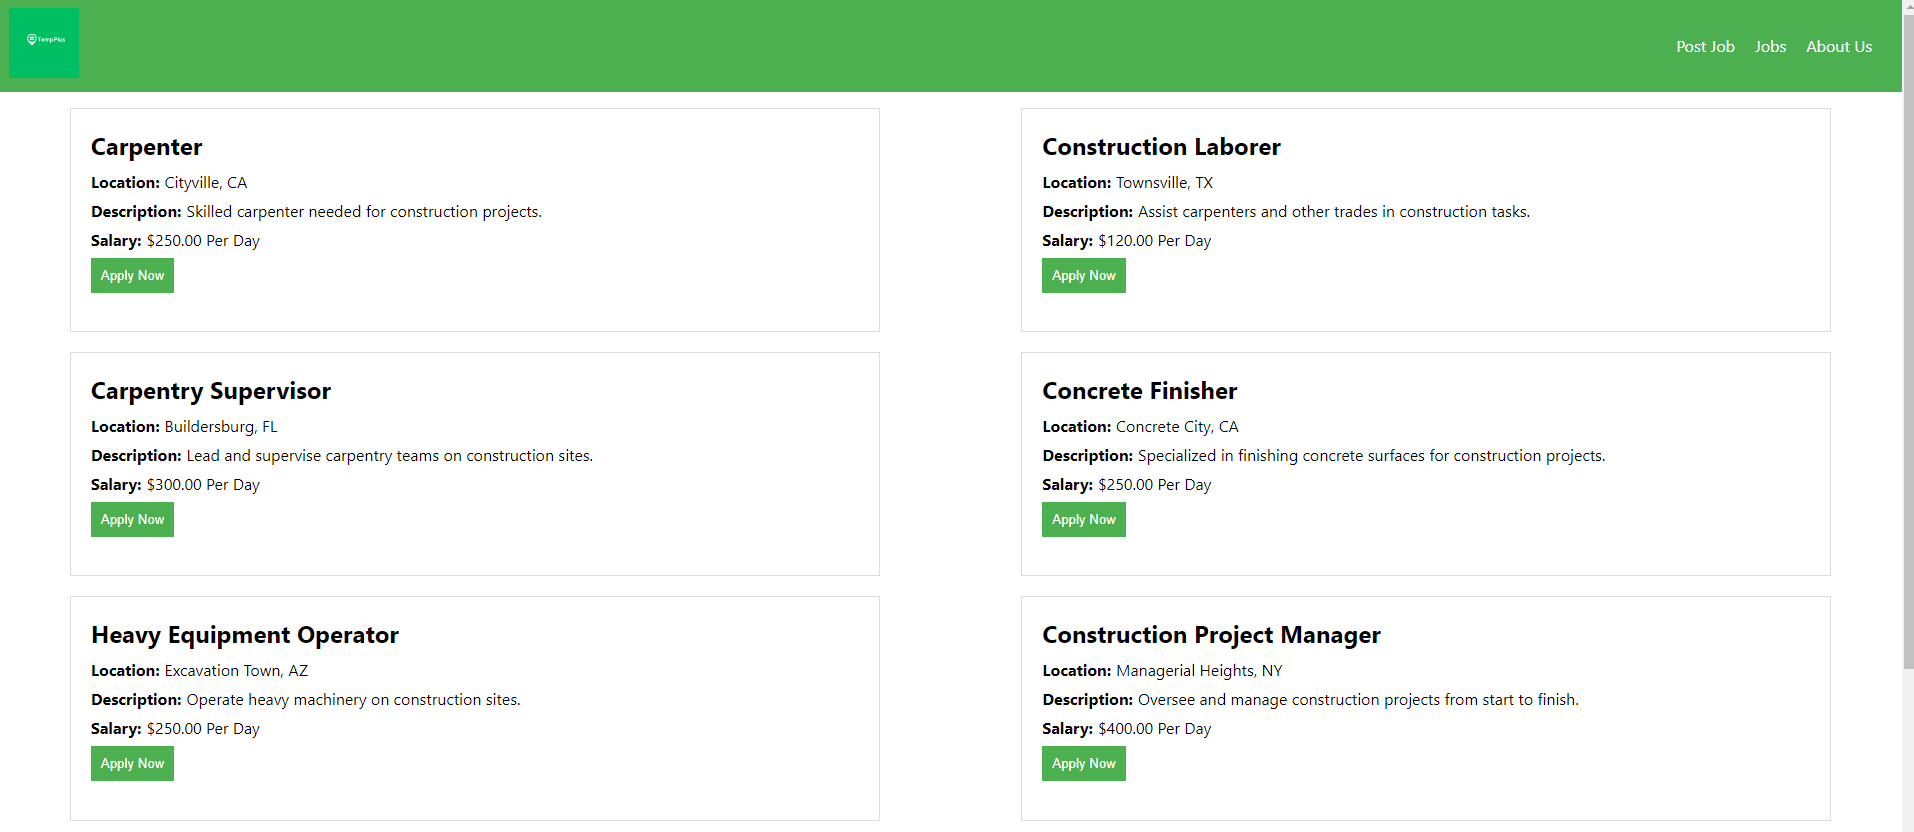 TempPlus
Post Job Jobs About Us
Carpenter
Location: Cityville, CA
Description: Skilled carpenter needed for construction projects.
Salary: $250.00 Per Day
Apply Now
Construction Laborer
Location: Townsville, TX
Description: Assist carpenters and other trades in construction tasks.
Salary: $120.00 Per Day
Apply Now
Carpentry Supervisor
Location: Buildersburg, FL
Description: Lead and supervise carpentry teams on construction sites.
Salary: $300.00 Per Day
Apply Now
Concrete Finisher
Location: Concrete City, CA
Description: Specialized in finishing concrete surfaces for construction projects.
Salary: $250.00 Per Day
Apply Now
Heavy Equipment Operator
Location: Excavation Town, AZ
Description: Operate heavy machinery on construction sites.
Salary: $250.00 Per Day
Apply Now
Construction Project Manager
Location: Managerial Heights, NY
Description: Oversee and manage construction projects from start to finish.
Salary: $400.00 Per Day
Apply Now